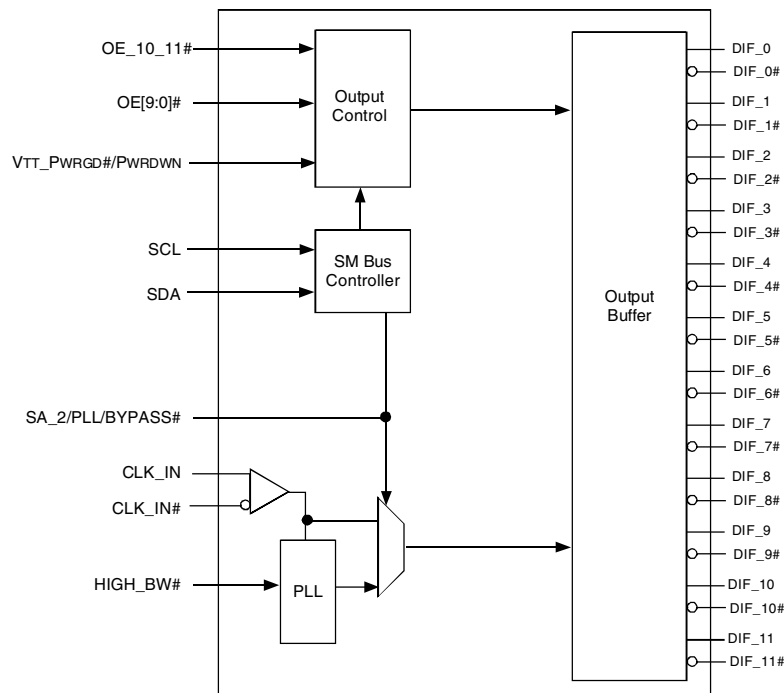 OE_10_11#
OE[9:0]#
VTT_PWRGD#/PWRDWN
SCL
SDA
SA_2/PLL/BYPASS#
CLK_IN
CLK_IN#
HIGH_BW#
Output
Control
SM Bus
Controller
PLL
Output
Buffer
DIF_0
DIF_0#
DIF_1
DIF_1#
DIF_2
DIF_2#
DIF_3
DIF_3#
DIF_4
DIF_4#
DIF_5
DIF_5#
DIF_6
DIF_6#
DIF_7
DIF_7#
DIF_8
DIF_8#
DIF_9
DIF_9#
DIF_10
DIF_10#
DIF_11
DIF_11#